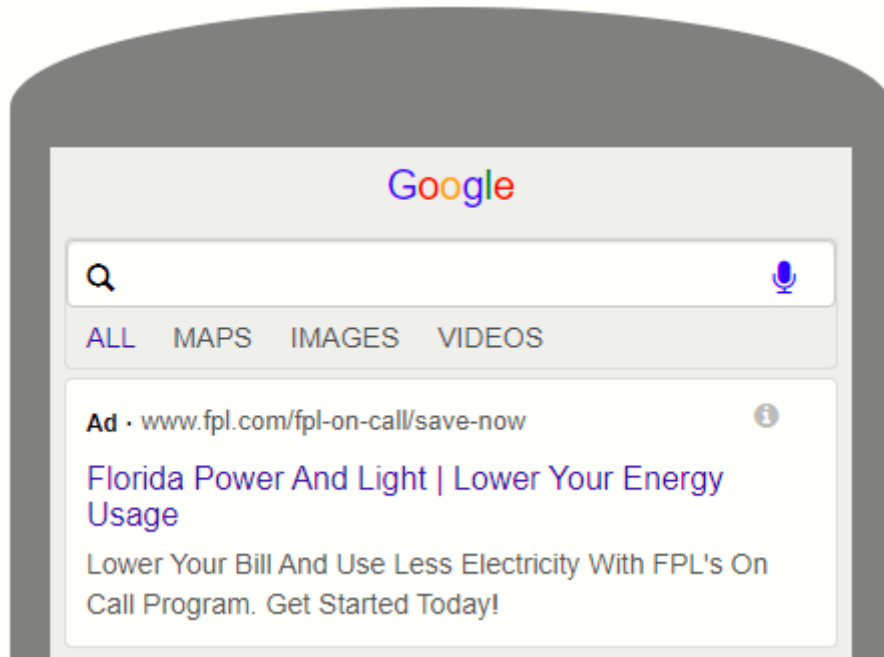 Google
ALL MAPS IMAGES VIDEOS
Ad · www.fpl.com/fpl-on-call/save-now
Florida Power And Light | Lower Your Energy
Usage
Lower Your Bill And Use Less Electricity With FPL's On
Call Program. Get Started Today!